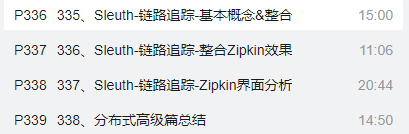 P336 335、Sleuth-链路追踪-基本概念&整合 15:00
P337 336、Sleuth-链路追踪-整合Zipkin效果 11:06
P338 337、Sleuth-链路追踪-Zipkin界面分析 20:44
P339 338、分布式高级篇总结 14:50